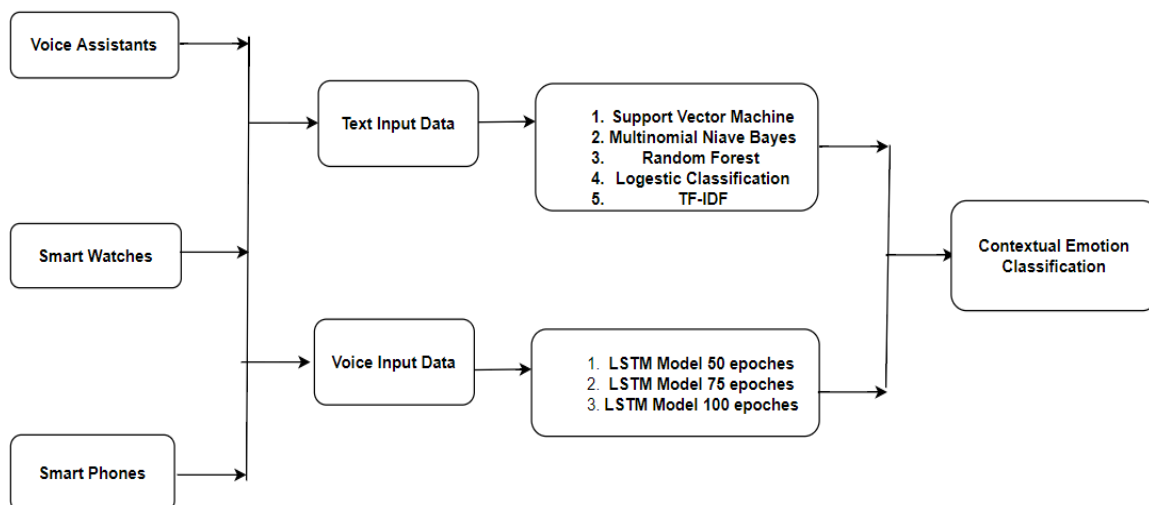 Voice Assistants
Smart Watches
Smart Phones
Text Input Data
Voice Input Data
1. Support Vector Machine
2. Multinomial Niave Bayes
3. Random Forest
4. Logestic Classification
5. TF-IDF
1. LSTM Model 50 epoches
2. LSTM Model 75 epoches
3. LSTM Model 100 epoches
Contextual Emotion
Classification